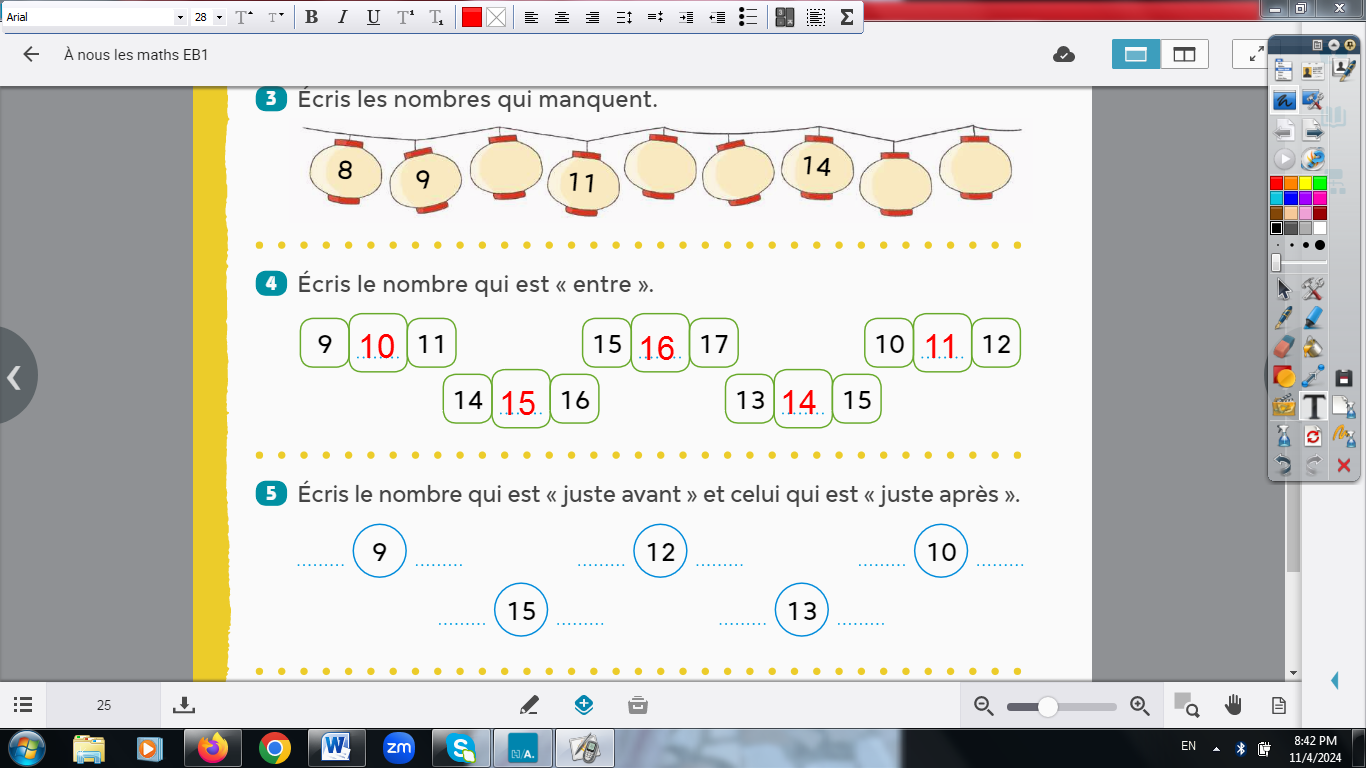 Arial 28 B I U T T
À nous les maths EB1
3 Écris les nombres qui manquent.
8 9 11 14
4 Écris le nombre qui est « entre ».
9 10 11 15 16 17 10 11 12
14 15 16 13 14 15
5 Écris le nombre qui est « juste avant » et celui qui est « juste après ».
......... 9 ......... ......... 12 ......... ......... 10 .........
......... 15 ......... ......... 13 .........
25
W zm S H/A. EN 8:42 PM
11/4/2024